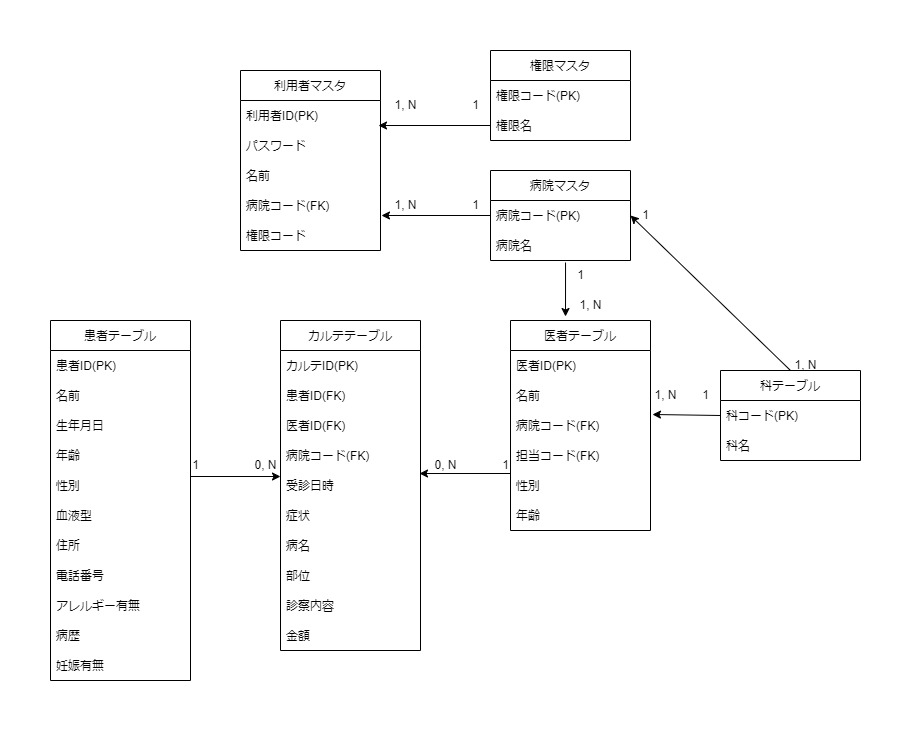 権限マスタ
権限コード(PK)
権限名
利用者マスタ
利用者ID(PK)
パスワード
名前
病院コード(FK)
権限コード
1, N
1
1, N
1
病院マスタ
病院コード(PK)
病院名
1
1
1, N
患者テーブル
患者ID(PK)
名前
生年月日
年齢
性別
血液型
住所
電話番号
アレルギー有無
病歴
妊娠有無
1
0, N
カルテテーブル
カルテID(PK)
患者ID(FK)
医者ID(FK)
病院コード(FK)
受診日時
症状
病名
部位
診察内容
金額
0, N
1
医者テーブル
医者ID(PK)
名前
病院コード(FK)
担当コード(FK)
性別
年齢
1, N
1
1, N
科テーブル
科コード(PK)
科名